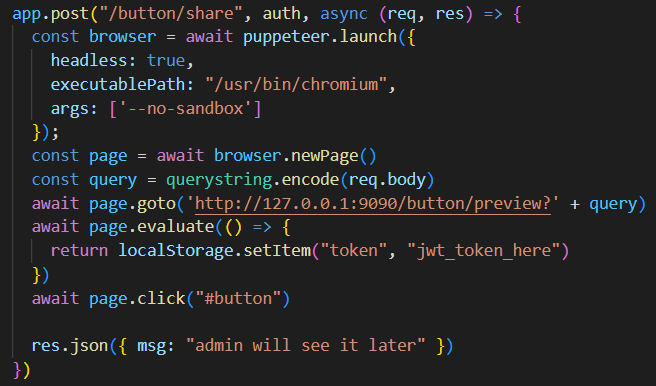 app.post("/button/share", auth, async (req, res) => {
  const browser = await puppeteer.launch({
    headless: true,
    executablePath: "/usr/bin/chromium",
    args: ['--no-sandbox']
  });
  const page = await browser.newPage()
  const query = querystring.encode(req.body)
  await page.goto('http://127.0.0.1:9090/button/preview?' + query)
  await page.evaluate(() => {
    return localStorage.setItem("token", "jwt_token_here")
  })
  await page.click("#button")

  res.json({ msg: "admin will see it later" })
})